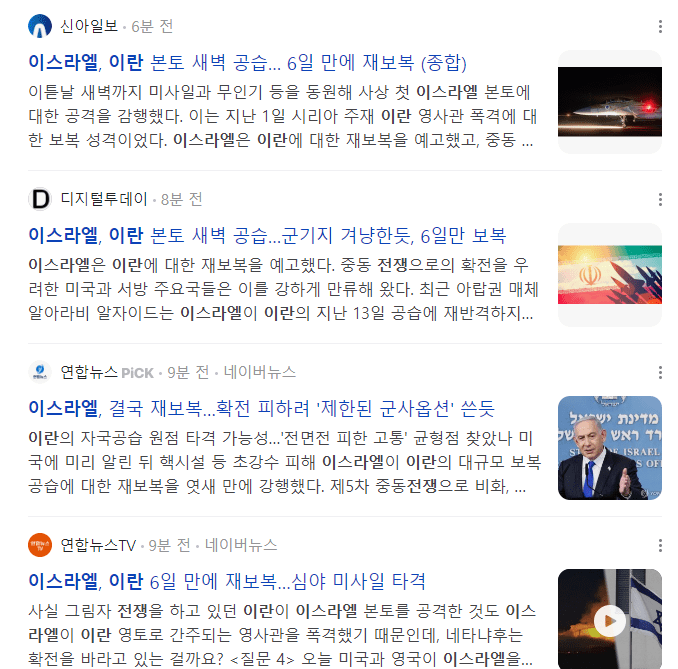 신아일보 · 6분 전
이스라엘, 이란 본토 새벽 공습... 6일 만에 재보복 (종합)
이튿날 새벽까지 미사일과 무인기 등을 동원해 사상 첫 이스라엘 본토에
대한 공격을 감행했다. 이는 지난 1일 시리아 주재 이란 영사관 폭격에 대
한 보복 성격이었다. 이스라엘은 이란에 대한 재보복을 예고했고, 중동 ...
D
디지털투데이 · 8분 전
이스라엘, 이란 본토 새벽 공습...군기지 겨냥한듯, 6일만 보복
이스라엘은 이란에 대한 재보복을 예고했다. 중동 전쟁으로의 확전을 우
려한 미국과 서방 주요국들은 이를 강하게 만류해 왔다. 최근 아랍권 매체
알아라비 알자이드는 이스라엘이 이란의 지난 13일 공습에 재반격하지...
연합뉴스
연합뉴스 PiCK · 9분 전 · 네이버뉴스
이스라엘, 결국 재보복...확전 피하려 '제한된 군사옵션' 쓴듯
이란의 자국공습 원점 타격 가능성…'전면전 피한 고통' 균형점 찾았나 미
국에 미리 알린 뒤 핵시설 등 초강수 피해 이스라엘이 이란의 대규모 보복
공습에 대한 재보복을 엿새 만에 강행했다. 제5차 중동전쟁으로 비화, ...
מדינת ישראל
연합뉴스
TV
연합뉴스TV · 9분 전 · 네이버뉴스
이스라엘, 이란 6일 만에 재보복...심야 미사일 타격
사실 그림자 전쟁을 하고 있던 이란이 이스라엘 본토를 공격한 것도 이스
라엘이 이란 영토로 간주되는 영사관을 폭격했기 때문인데, 네타냐후는
확전을 바라고 있는 걸까요? <질문 4> 오늘 미국과 영국이 이스라엘을...